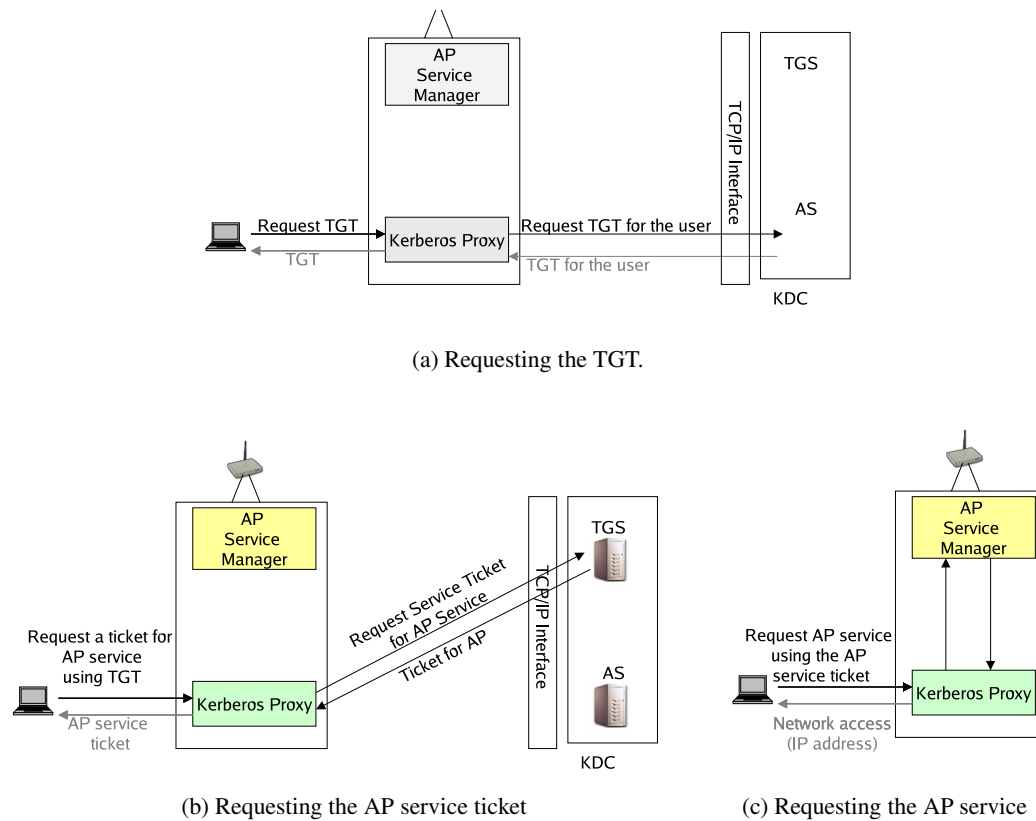 AP
Service
Manager
TGS
TCP/IP Interface
AS
Request TGT
Kerberos Proxy
Request TGT for the user
TGT
TGT for the user
KDC
(a) Requesting the TGT.
AP
Service
Manager
TGS
TCP/IP Interface
Request Service Ticket
for AP Service
Ticket for AP
Request a ticket for
AP service
using TGT
Kerberos Proxy
AS
AP service
ticket
KDC
(b) Requesting the AP service ticket
AP
Service
Manager
Request AP service
using the AP
service ticket
Kerberos Proxy
Network access
(IP address)
(c) Requesting the AP service